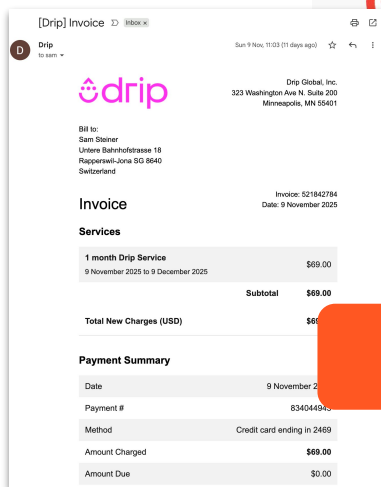 [Drip] Invoice Inbox x
D
Drip
Sun 9 Nov, 11:03 (11 days ago)
to sam
drip
Drip Global, Inc.
323 Washington Ave N. Suite 200
Minneapolis, MN 55401
Bill to:
Sam Steiner
Untere Bahnhofstrasse 18
Rapperswil-Jona SG 8640
Switzerland
Invoice
Invoice: 521842784
Date: 9 November 2025
Services
1 month Drip Service
9 November 2025 to 9 December 2025
$69.00
Subtotal $69.00
Total New Charges (USD)
Payment Summary
Date 9 November
Payment # 834044943
Method Credit card ending in 2469
Amount Charged $69.00
Amount Due $0.00